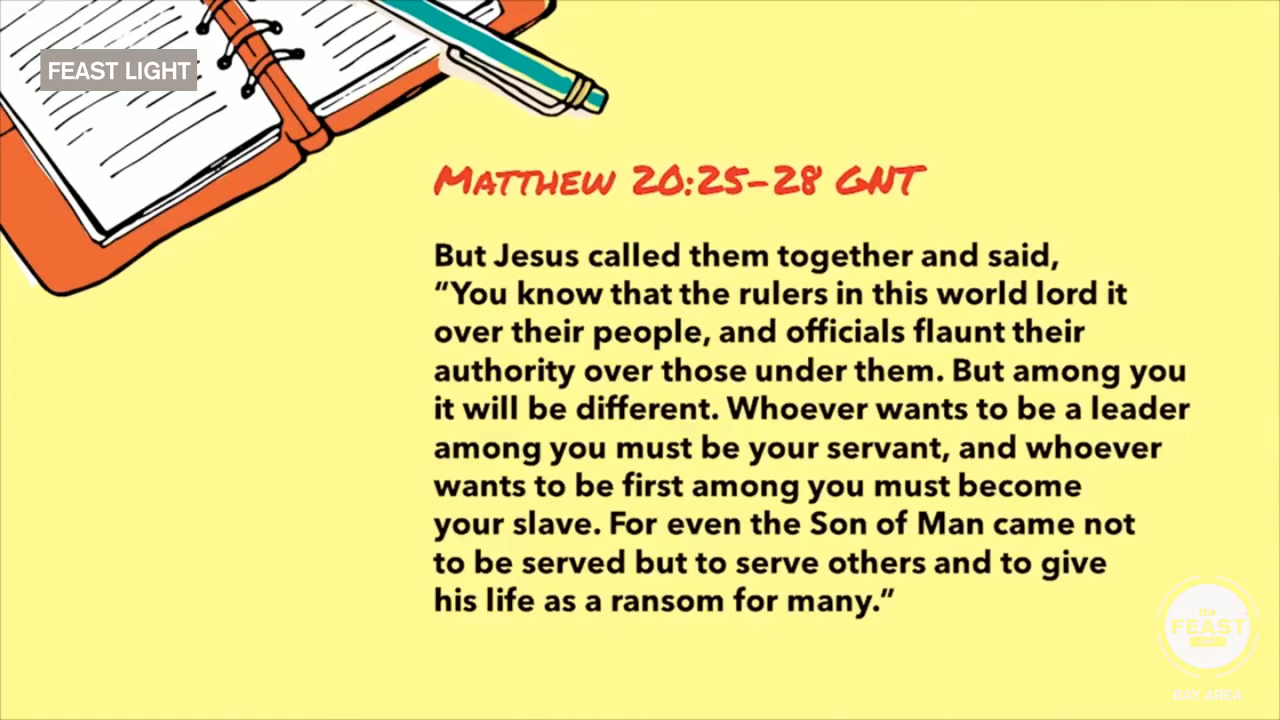 FEAST LIGHT
MATTHEW 20:25-28 GNT
But Jesus called them together and said,
“You know that the rulers in this world lord it
over their people, and officials flaunt their
authority over those under them. But among you
it will be different. Whoever wants to be a leader
among you must be your servant, and whoever
wants to be first among you must become
your slave. For even the Son of Man came not
to be served but to serve others and to give
his life as a ransom for many.”
the
FEAST
BAY AREA